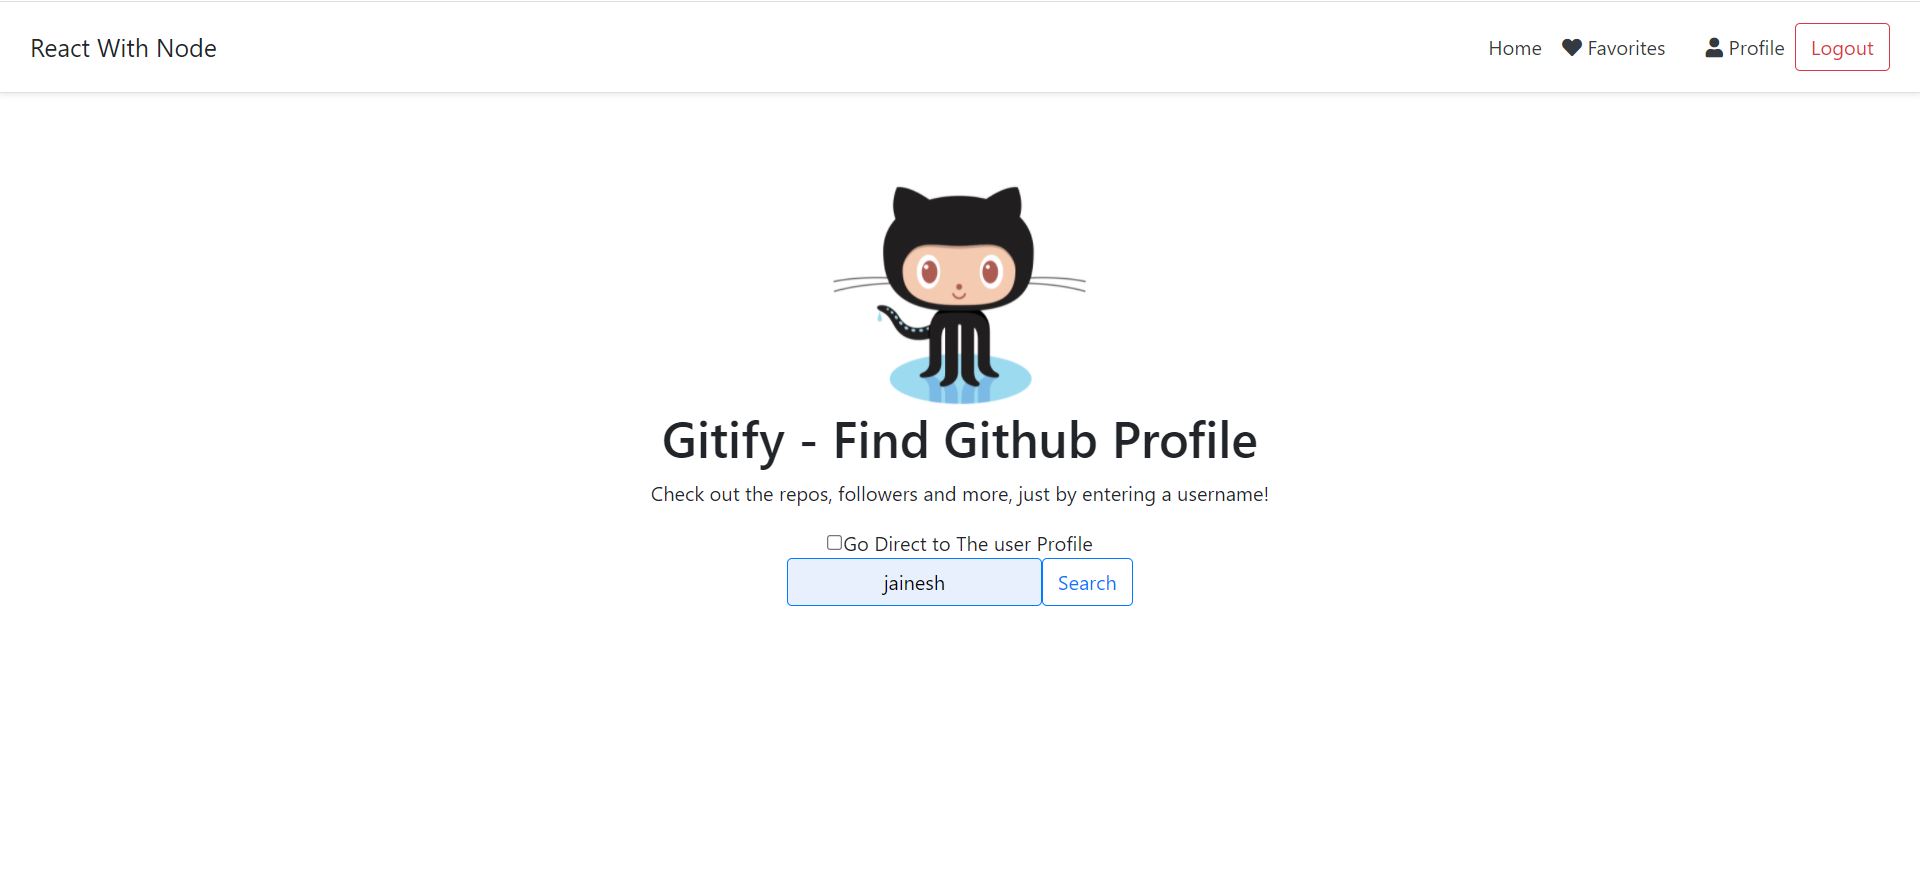 React With Node
Home Favorites Profile Logout
Gitify - Find Github Profile
Check out the repos, followers and more, just by entering a username!
Go Direct to The user Profile
jainesh Search